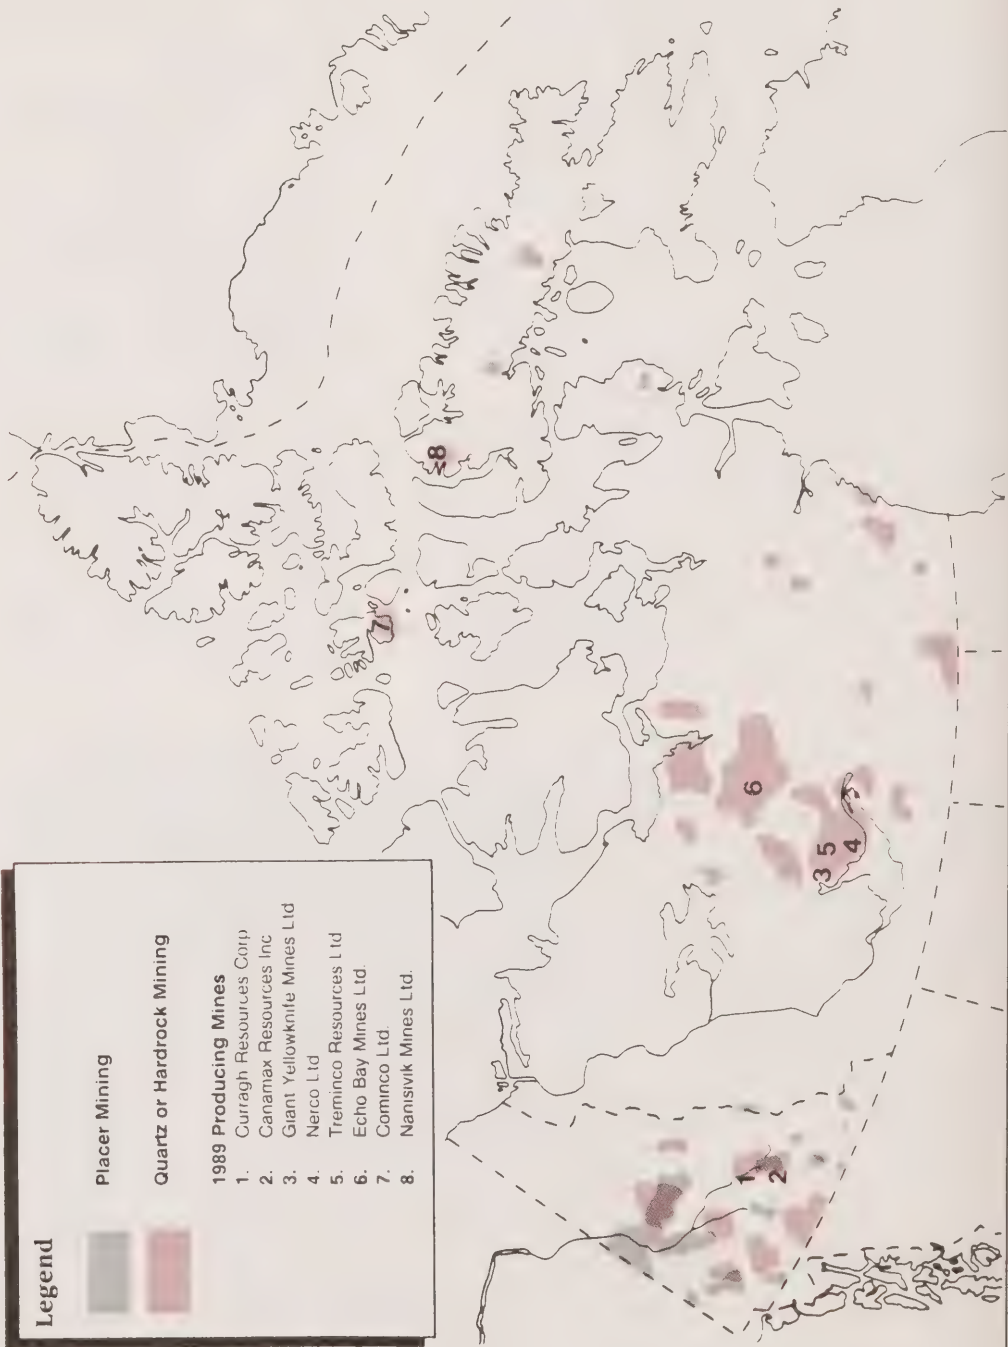 Legend
Placer Mining
Quartz or Hardrock Mining
1989 Producing Mines
1. Curragh Resources Corp
2. Canamax Resources Inc
3. Giant Yellowknife Mines Ltd
4. Nerco Ltd
5. Treminco Resources Ltd
6. Echo Bay Mines Ltd.
7. Cominco Ltd.
8. Nanisivik Mines Ltd.
7
8
6
3 5
4
1
2